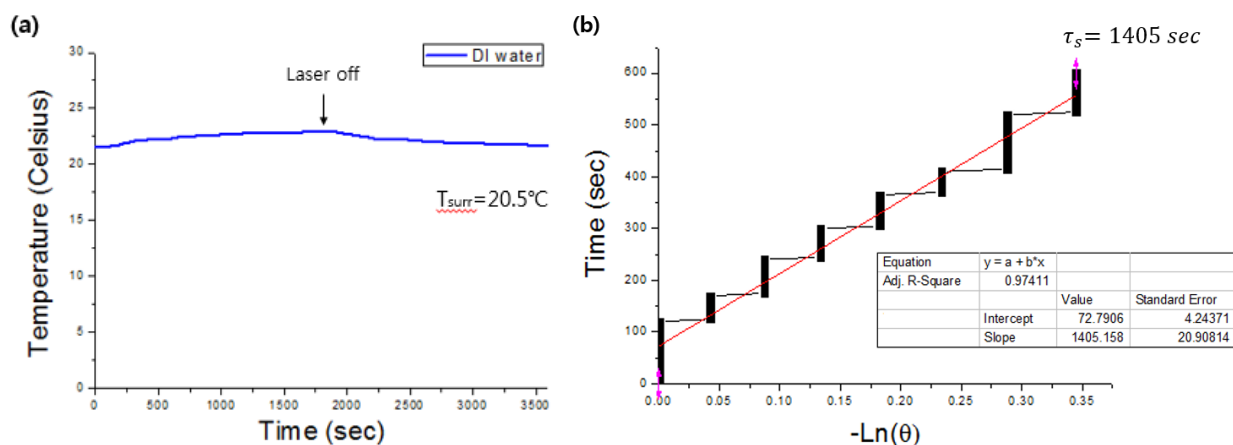 (a)
30
25
20
15
10
5
0
Temperature (Celsius)
DI water
Laser off
Tsurr=20.5℃
0 500 1000 1500 2000 2500 3000 3500
Time (sec)
(b)
τs= 1405 sec
600
500
400
300
200
100
0
Time (sec)
Equation y = a + b*x
Adj. R-Square 0.97411
Value Standard Error
Intercept 72.7906 4.24371
Slope 1405.158 20.90814
0.00 0.05 0.10 0.15 0.20 0.25 0.30 0.35
-Ln(θ)